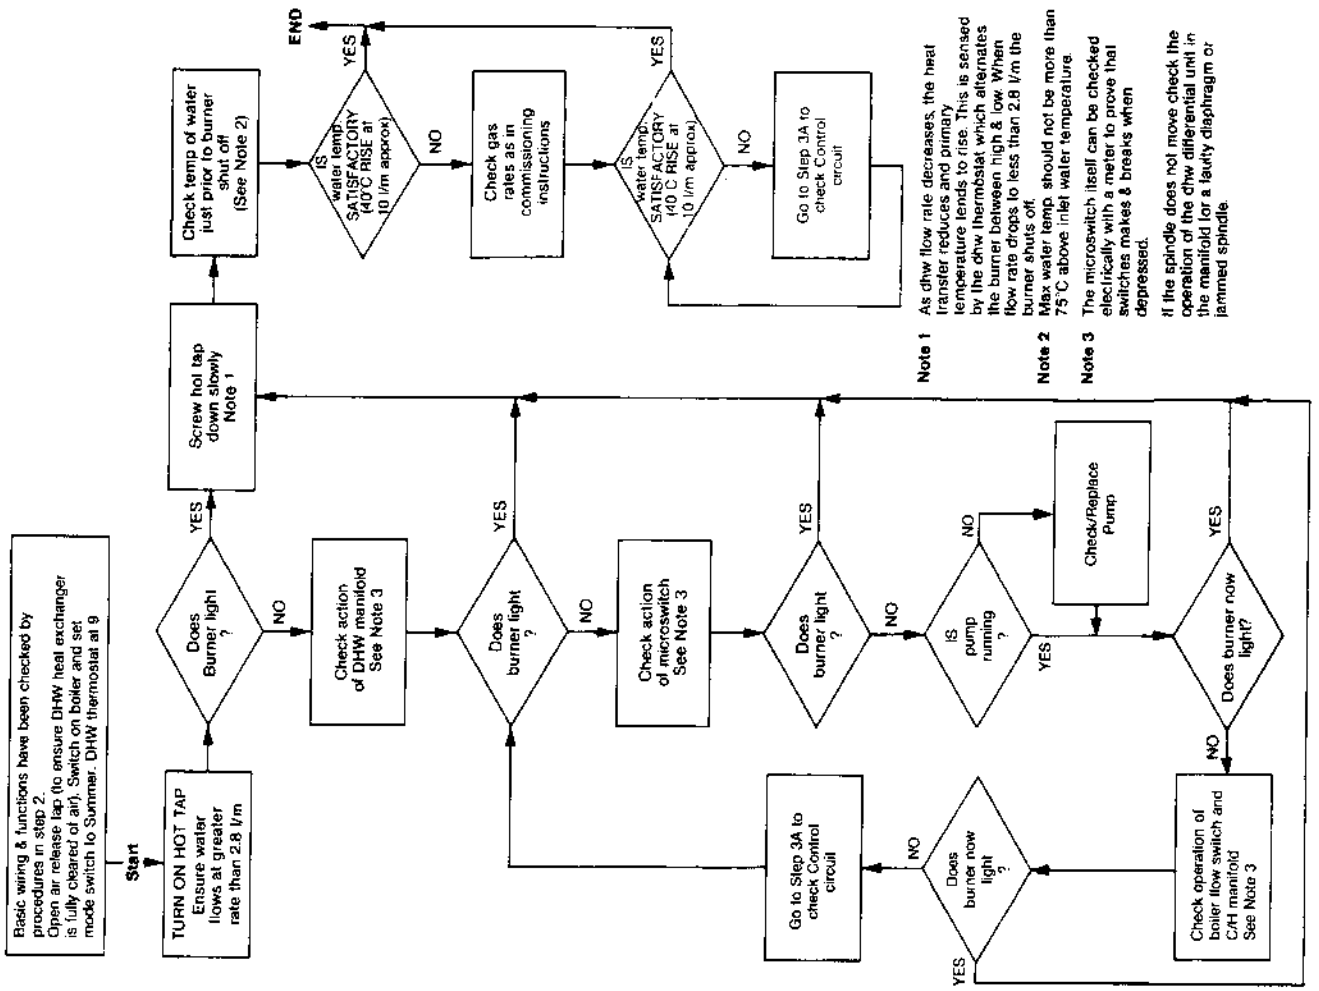 Basic wiring & functions have been checked by
procedures in step 2.
Open air release tap (to ensure DHW heat exchanger
is fully cleared of air). Switch on boiler and set
mode switch to Summer. DHW thermostat at 9
Start
TURN ON HOT TAP
Ensure water
flows at greater
rate than 2.8 l/m
Does
Burner light
?
YES
NO
Screw hot tap
down slowly
Note 1
Check temp of water
just prior to burner
shut off
(See Note 2)
IS
water temp.
SATISFACTORY
(40°C RISE at
10 l/m approx)
YES
END
NO
Check gas
rates as in
commissioning
instructions
IS
water temp.
SATISFACTORY
(40 C RISE at
10 l/m approx)
YES
NO
Go to Step 3A to
check Control
circuit
Check action
of DHW manifold
See Note 3
Does
burner light
?
YES
NO
Check action
of microswitch
See Note 3
Does
burner light
?
YES
NO
IS
pump
running
?
NO
YES
Check/Replace
Pump
Does burner now
light?
YES
NO
Check operation of
boiler flow switch and
C/H manifold
See Note 3
Does
burner now
light
?
YES
NO
Go to Step 3A to
check Control
circuit
Note 1 As dhw flow rate decreases, the heat
transfer reduces and primary
temperature tends to rise. This is sensed
by the dhw thermostat which alternates
the burner between high & low. When
flow rate drops to less than 2.8 l/m the
burner shuts off.
Note 2 Max water temp. should not be more than
75°C above inlet water temperature.
Note 3 The microswitch itself can be checked
electrically with a meter to prove that
switches makes & breaks when
depressed.
If the spindle does not move check the
operation of the dhw differential unit in
the manifold for a faulty diaphragm or
jammed spindle.